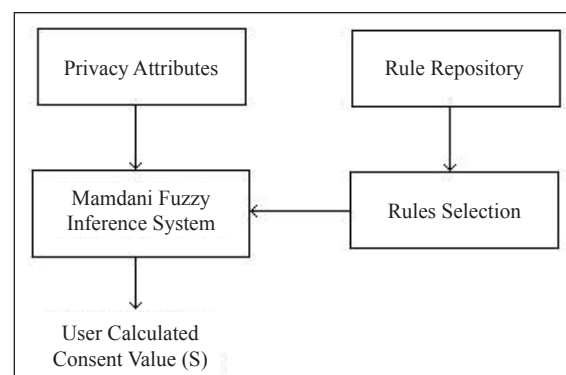 Privacy Attributes
Rule Repository
Mamdani Fuzzy
Inference System
Rules Selection
User Calculated
Consent Value (S)